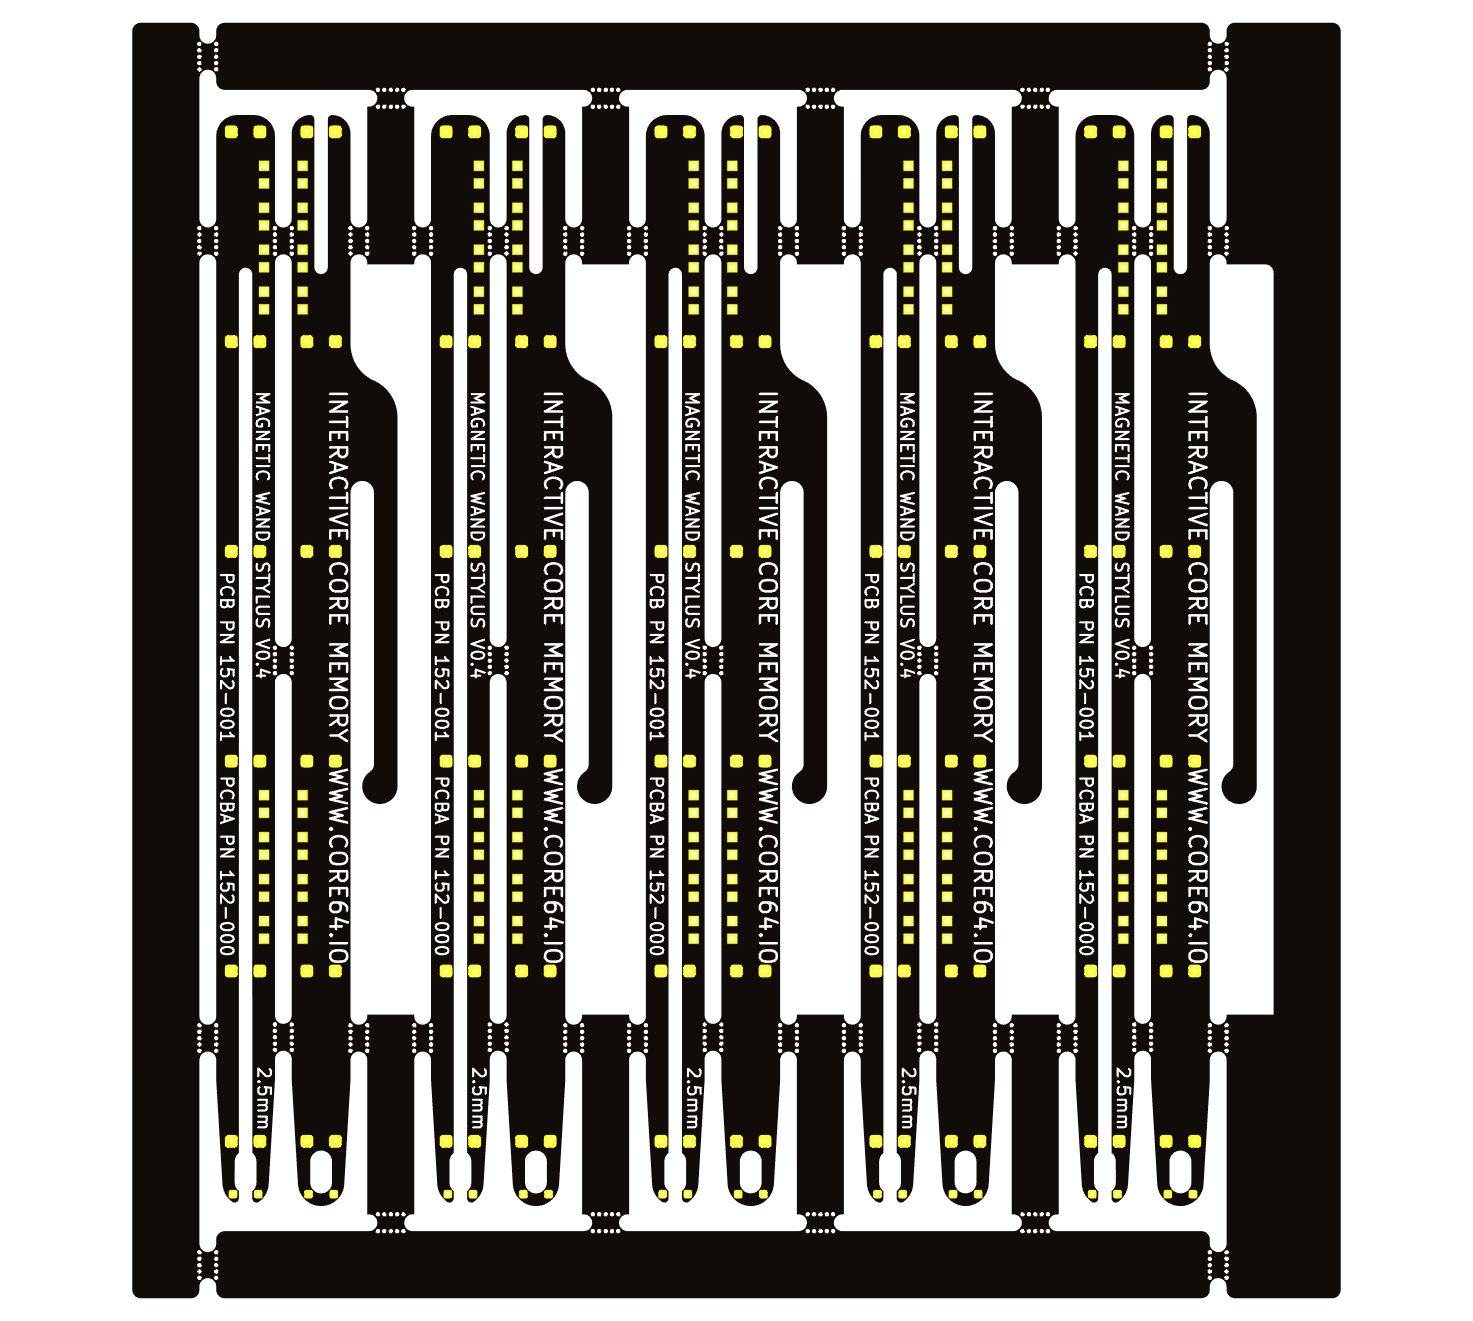 INTERACTIVE CORE MEMORY WWW.CORE64.IO
MAGNETIC WAND STYLUS V0.4
2.5mm
PCB PN 152-001 PCBA PN 152-000
INTERACTIVE CORE MEMORY WWW.CORE64.IO
MAGNETIC WAND STYLUS V0.4
2.5mm
PCB PN 152-001 PCBA PN 152-000
INTERACTIVE CORE MEMORY WWW.CORE64.IO
MAGNETIC WAND STYLUS V0.4
2.5mm
PCB PN 152-001 PCBA PN 152-000
INTERACTIVE CORE MEMORY WWW.CORE64.IO
MAGNETIC WAND STYLUS V0.4
2.5mm
PCB PN 152-001 PCBA PN 152-000
INTERACTIVE CORE MEMORY WWW.CORE64.IO
MAGNETIC WAND STYLUS V0.4
2.5mm
PCB PN 152-001 PCBA PN 152-000